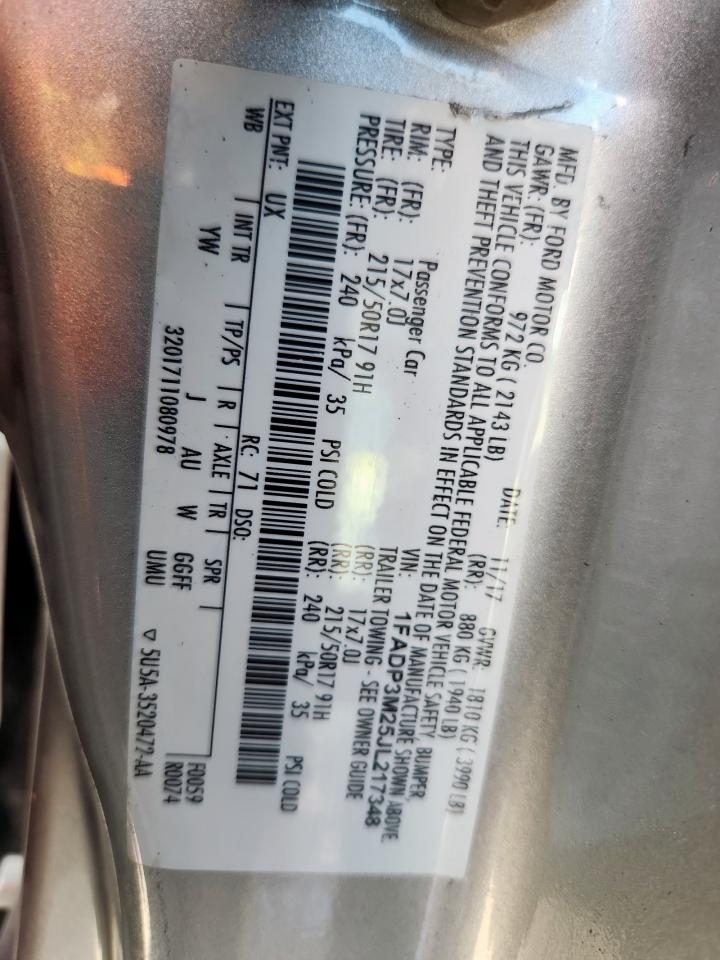 MFD. BY FORD MOTOR CO.
DATE: 11/17 GVWR: 1810 KG ( 3990 LB)
GAWR: (FR): 972 KG ( 2143 LB) (RR): 880 KG ( 1940 LB)
THIS VEHICLE CONFORMS TO ALL APPLICABLE FEDERAL MOTOR VEHICLE SAFETY, BUMPER,
AND THEFT PREVENTION STANDARDS IN EFFECT ON THE DATE OF MANUFACTURE SHOWN ABOVE.
VIN: 1FADP3M25JL217348
TYPE: Passenger Car TRAILER TOWING - SEE OWNER GUIDE
RIM: (FR): 17x7.0J (RR): 17x7.0J
TIRE: (FR): 215/50R17 91H (RR): 215/50R17 91H
PRESSURE: (FR): 240 kPa/ 35 PSI COLD (RR): 240 kPa/ 35 PSI COLD
EXT PNT: UX RC: 71 DSO:
WB INT TR TP/PS R AXLE TR SPR
YW J AU W GGFF F0059
3201711080978 UMU R0074
▽ 5U5A-3520472-AA